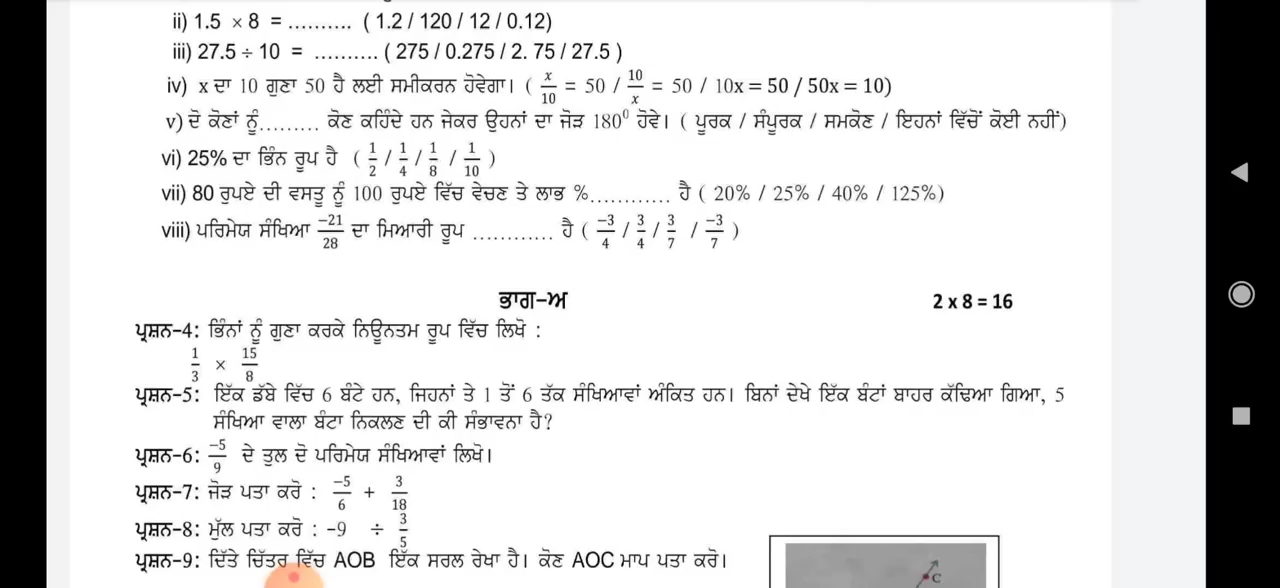 ii) 1.5 × 8 = .......... ( 1.2 / 120 / 12 / 0.12)
iii) 27.5 ÷ 10 = .......... ( 275 / 0.275 / 2. 75 / 27.5 )
iv) x ਦਾ 10 ਗੁਣਾ 50 ਹੈ ਲਈ ਸਮੀਕਰਨ ਹੋਵੇਗਾ। ( x/10 = 50 / 10/x = 50 / 10x = 50 / 50x = 10)
v) ਦੋ ਕੋਣਾਂ ਨੂੰ......... ਕੋਣ ਕਹਿੰਦੇ ਹਨ ਜੇਕਰ ਉਹਨਾਂ ਦਾ ਜੋੜ 180⁰ ਹੋਵੇ। ( ਪੂਰਕ / ਸੰਪੂਰਕ / ਸਮਕੋਣ / ਇਹਨਾਂ ਵਿੱਚੋਂ ਕੋਈ ਨਹੀਂ)
vi) 25% ਦਾ ਭਿੰਨ ਰੂਪ ਹੈ ( 1/2 / 1/4 / 1/8 / 1/10 )
vii) 80 ਰੁਪਏ ਦੀ ਵਸਤੂ ਨੂੰ 100 ਰੁਪਏ ਵਿੱਚ ਵੇਚਣ ਤੇ ਲਾਭ %............ ਹੈ ( 20% / 25% / 40% / 125%)
viii) ਪਰਿਮੇਯ ਸੰਖਿਆ −21/28 ਦਾ ਮਿਆਰੀ ਰੂਪ ............ ਹੈ ( −3/4 / 3/4 / 3/7 / −3/7 )
ਭਾਗ-ਅ 2 x 8 = 16
ਪ੍ਰਸ਼ਨ-4: ਭਿੰਨਾਂ ਨੂੰ ਗੁਣਾ ਕਰਕੇ ਨਿਊਨਤਮ ਰੂਪ ਵਿੱਚ ਲਿਖੋ :
1/3 × 15/8
ਪ੍ਰਸ਼ਨ-5: ਇੱਕ ਡੱਬੇ ਵਿੱਚ 6 ਬੰਟੇ ਹਨ, ਜਿਹਨਾਂ ਤੇ 1 ਤੋਂ 6 ਤੱਕ ਸੰਖਿਆਵਾਂ ਅੰਕਿਤ ਹਨ। ਬਿਨਾਂ ਦੇਖੇ ਇੱਕ ਬੰਟਾਂ ਬਾਹਰ ਕੱਢਿਆ ਗਿਆ, 5
ਸੰਖਿਆ ਵਾਲਾ ਬੰਟਾ ਨਿਕਲਣ ਦੀ ਕੀ ਸੰਭਾਵਨਾ ਹੈ?
ਪ੍ਰਸ਼ਨ-6: −5/9 ਦੇ ਤੁਲ ਦੋ ਪਰਿਮੇਯ ਸੰਖਿਆਵਾਂ ਲਿਖੋ।
ਪ੍ਰਸ਼ਨ-7: ਜੋੜ ਪਤਾ ਕਰੋ : −5/6 + 3/18
ਪ੍ਰਸ਼ਨ-8: ਮੁੱਲ ਪਤਾ ਕਰੋ : -9 ÷ 3/5
ਪ੍ਰਸ਼ਨ-9: ਦਿੱਤੇ ਚਿੱਤਰ ਵਿੱਚ AOB ਇੱਕ ਸਰਲ ਰੇਖਾ ਹੈ। ਕੋਣ AOC ਮਾਪ ਪਤਾ ਕਰੋ।
C